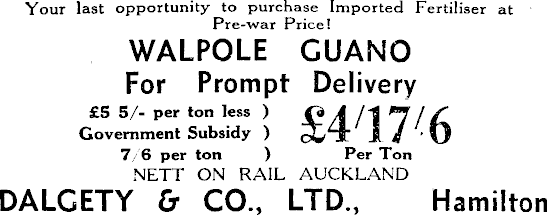 Your last opportunity to purchase Imported Fertiliser at
Pre-war Price!
WALPOLE GUANO
For Prompt Delivery
£5 5/- per ton less )
Government Subsidy )
7/6 per ton )
£4/17/6
Per Ton
NETT ON RAIL AUCKLAND
DALGETY & CO., LTD., Hamilton